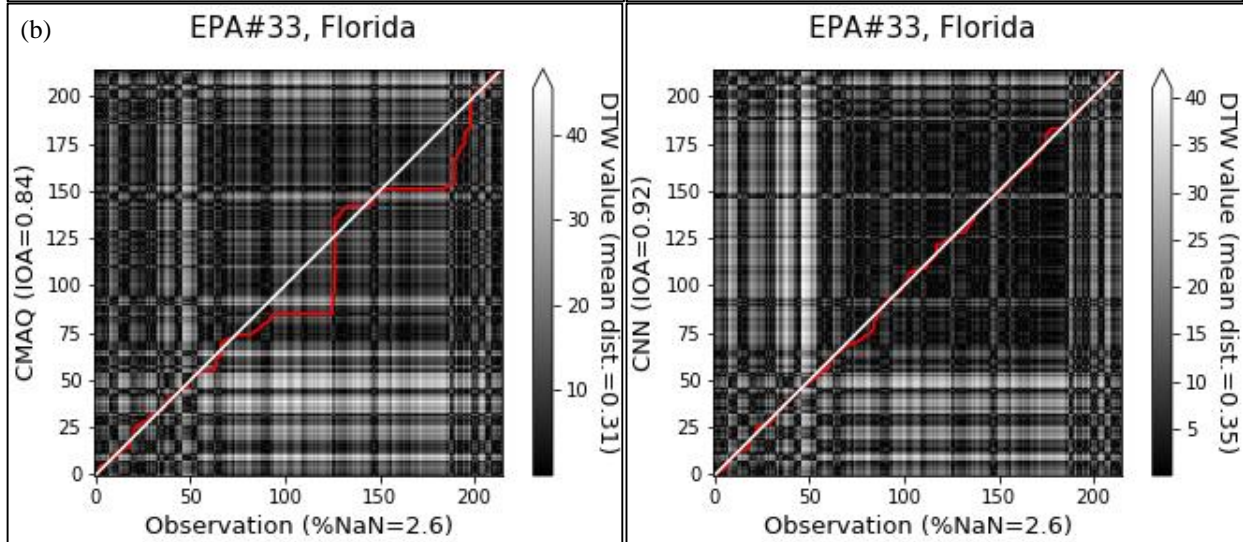 (b)
EPA#33, Florida
CMAQ (IOA=0.84)
200
175
150
125
100
75
50
25
0
0 50 100 150 200
Observation (%NaN=2.6)
40
30
20
10
DTW value (mean dist.=0.31)
EPA#33, Florida
CNN (IOA=0.92)
200
175
150
125
100
75
50
25
0
0 50 100 150 200
Observation (%NaN=2.6)
40
35
30
25
20
15
10
5
DTW value (mean dist.=0.35)